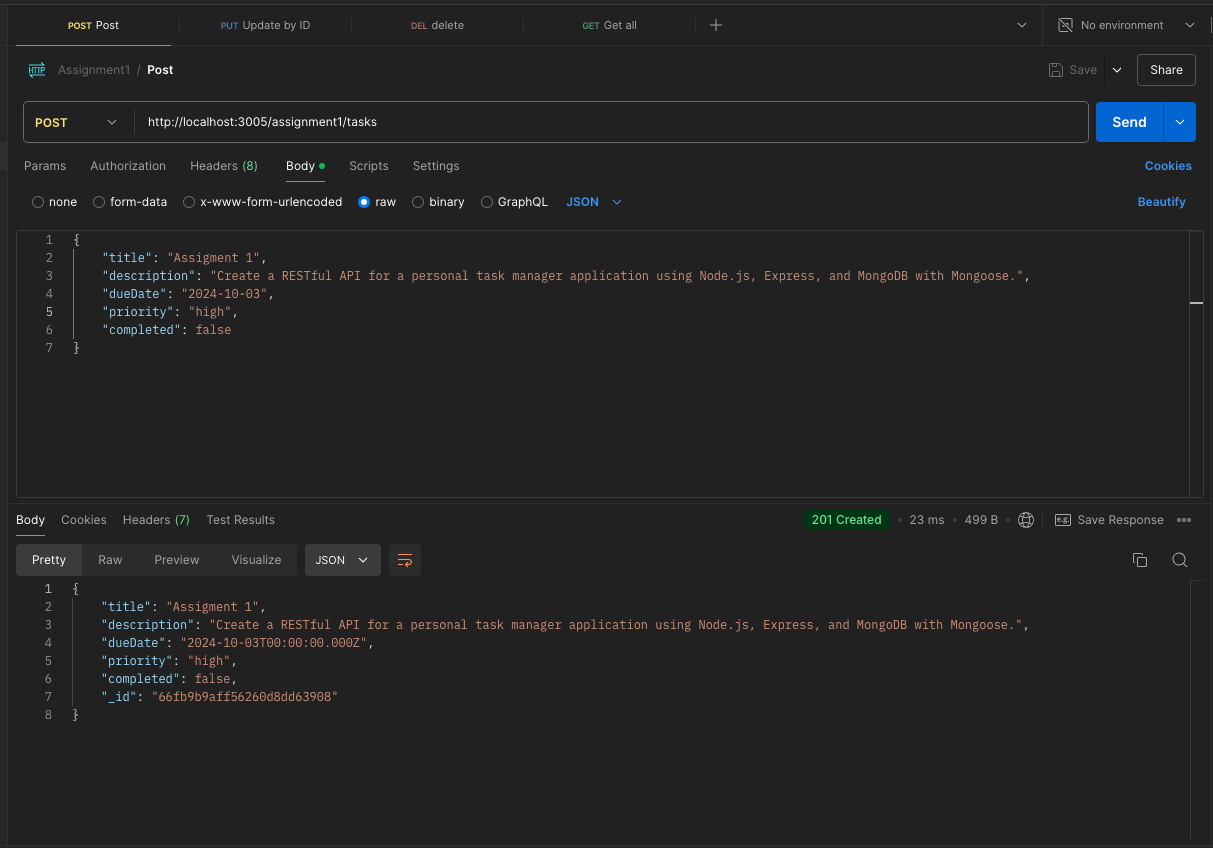 POST Post PUT Update by ID DEL delete GET Get all No environment
HTTP Assignment1 / Post Save Share
POST http://localhost:3005/assignment1/tasks Send
Params Authorization Headers (8) Body Scripts Settings Cookies
none form-data x-www-form-urlencoded raw binary GraphQL JSON Beautify
1 {
2 "title": "Assigment 1",
3 "description": "Create a RESTful API for a personal task manager application using Node.js, Express, and MongoDB with Mongoose.",
4 "dueDate": "2024-10-03",
5 "priority": "high",
6 "completed": false
7 }
Body Cookies Headers (7) Test Results 201 Created 23 ms 499 B e.g. Save Response
Pretty Raw Preview Visualize JSON
1 {
2 "title": "Assigment 1",
3 "description": "Create a RESTful API for a personal task manager application using Node.js, Express, and MongoDB with Mongoose.",
4 "dueDate": "2024-10-03T00:00:00.000Z",
5 "priority": "high",
6 "completed": false,
7 "_id": "66fb9b9aff56260d8dd63908"
8 }